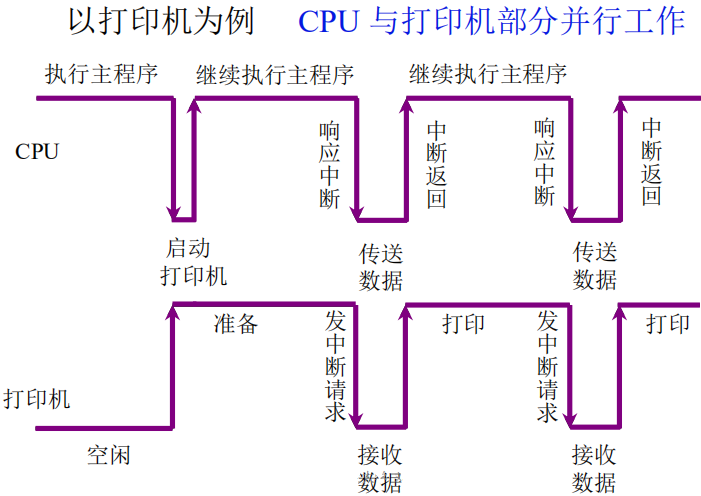 以打印机为例 CPU 与打印机部分并行工作
执行主程序 继续执行主程序 继续执行主程序
CPU
响应中断
中断返回
响应中断
中断返回
启动
打印机
传送
数据
传送
数据
准备
发中断请求
打印
发中断请求
打印
打印机
空闲
接收
数据
接收
数据